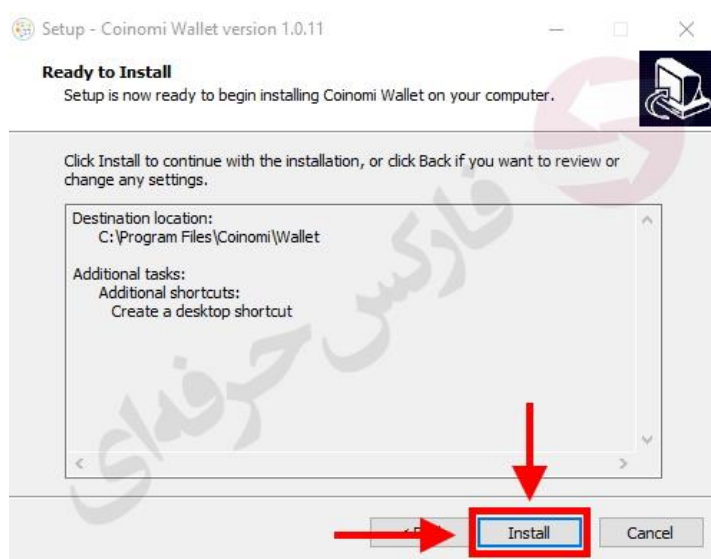 Setup - Coinomi Wallet version 1.0.11
Ready to Install
Setup is now ready to begin installing Coinomi Wallet on your computer.
Click Install to continue with the installation, or click Back if you want to review or
change any settings.
Destination location:
C:\Program Files\Coinomi\Wallet
Additional tasks:
Additional shortcuts:
Create a desktop shortcut
فارکس حرفه‌ای
Install
Cancel